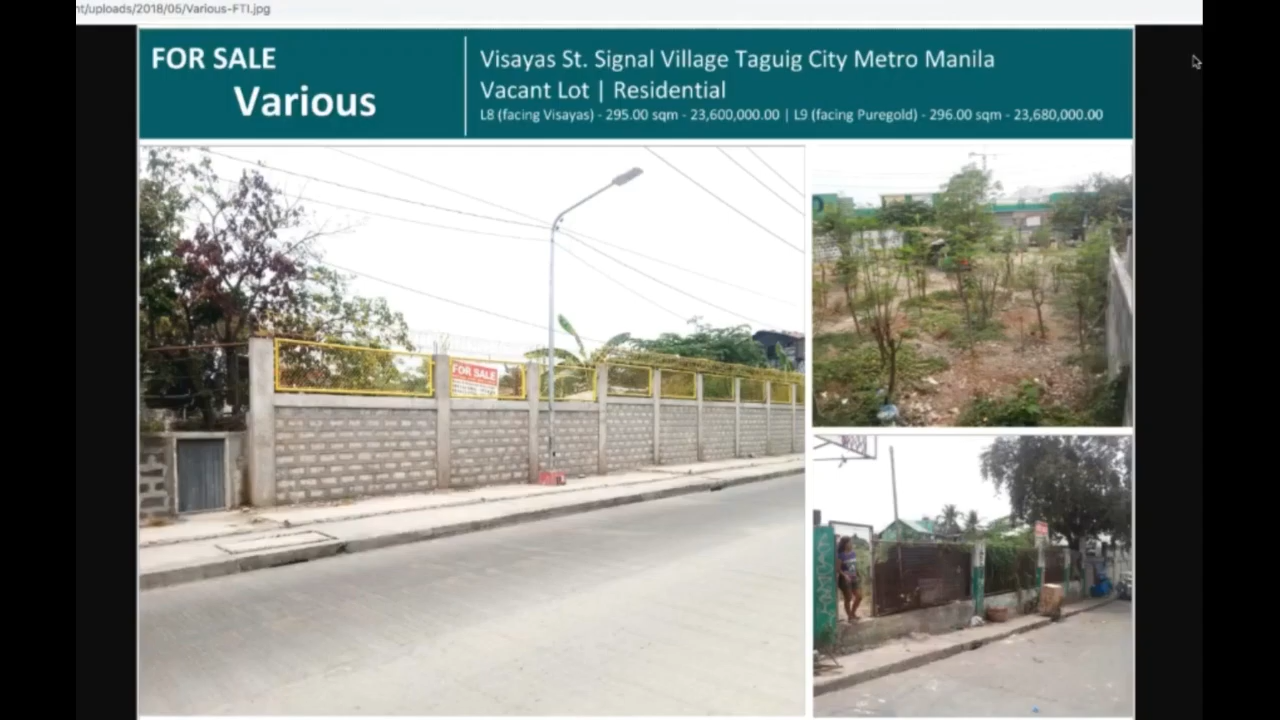 nt/uploads/2018/05/Various-FTI.jpg
FOR SALE
Various
Visayas St. Signal Village Taguig City Metro Manila
Vacant Lot | Residential
L8 (facing Visayas) - 295.00 sqm - 23,600,000.00 | L9 (facing Puregold) - 296.00 sqm - 23,680,000.00
FOR SALE